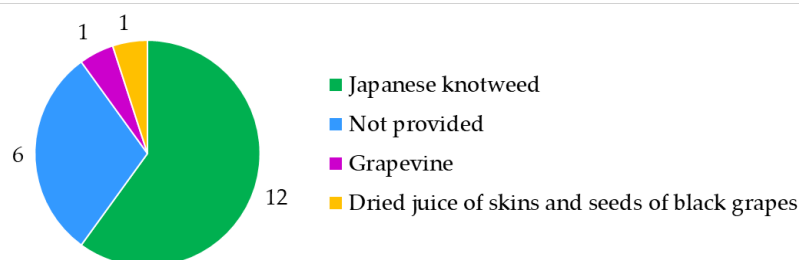 1
1
6
12
Japanese knotweed
Not provided
Grapevine
Dried juice of skins and seeds of black grapes